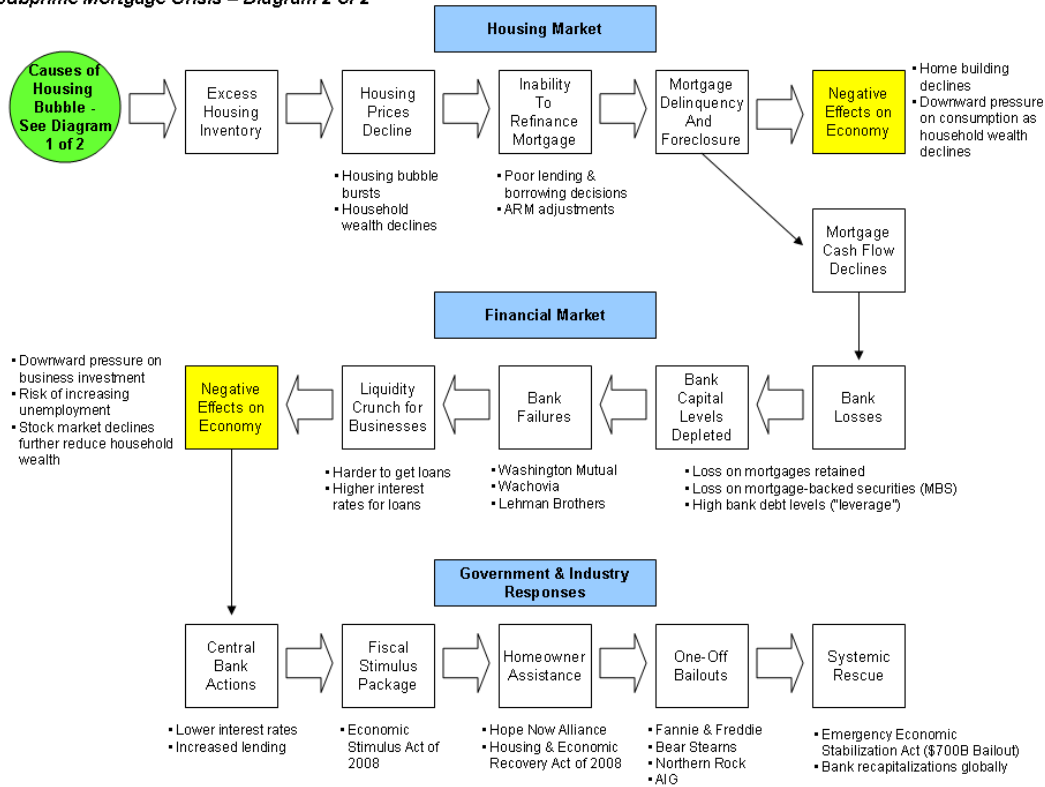 Subprime Mortgage Crisis – Diagram 2 of 2
Housing Market
Causes of
Housing
Bubble -
See Diagram
1 of 2
Excess
Housing
Inventory
Housing
Prices
Decline
Inability
To
Refinance
Mortgage
Mortgage
Delinquency
And
Foreclosure
Negative
Effects on
Economy
▪ Home building
declines
▪ Downward pressure
on consumption as
household wealth
declines
▪ Housing bubble
bursts
▪ Household
wealth declines
▪ Poor lending &
borrowing decisions
▪ ARM adjustments
Mortgage
Cash Flow
Declines
Financial Market
▪ Downward pressure on
business investment
▪ Risk of increasing
unemployment
▪ Stock market declines
further reduce household
wealth
Negative
Effects on
Economy
Liquidity
Crunch for
Businesses
Bank
Failures
Bank
Capital
Levels
Depleted
Bank
Losses
▪ Harder to get loans
▪ Higher interest
rates for loans
▪ Washington Mutual
▪ Wachovia
▪ Lehman Brothers
▪ Loss on mortgages retained
▪ Loss on mortgage-backed securities (MBS)
▪ High bank debt levels ("leverage")
Government & Industry
Responses
Central
Bank
Actions
Fiscal
Stimulus
Package
Homeowner
Assistance
One-Off
Bailouts
Systemic
Rescue
▪ Lower interest rates
▪ Increased lending
▪ Economic
Stimulus Act of
2008
▪ Hope Now Alliance
▪ Housing & Economic
Recovery Act of 2008
▪ Fannie & Freddie
▪ Bear Stearns
▪ Northern Rock
▪ AIG
▪ Emergency Economic
Stabilization Act ($700B Bailout)
▪ Bank recapitalizations globally